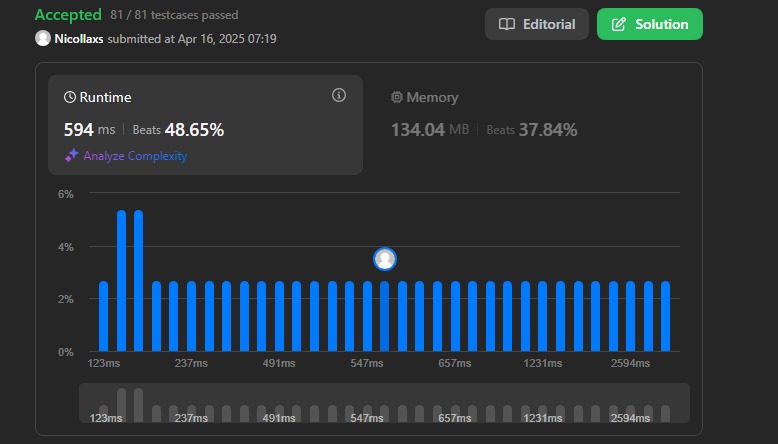 Accepted 81 / 81 testcases passed
Nicollaxs submitted at Apr 16, 2025 07:19
Editorial
Solution
Runtime
594 ms | Beats 48.65%
Analyze Complexity
Memory
134.04 MB | Beats 37.84%
6%
4%
2%
0%
123ms 237ms 491ms 547ms 657ms 1231ms 2594ms
123ms 237ms 491ms 547ms 657ms 1231ms 2594ms